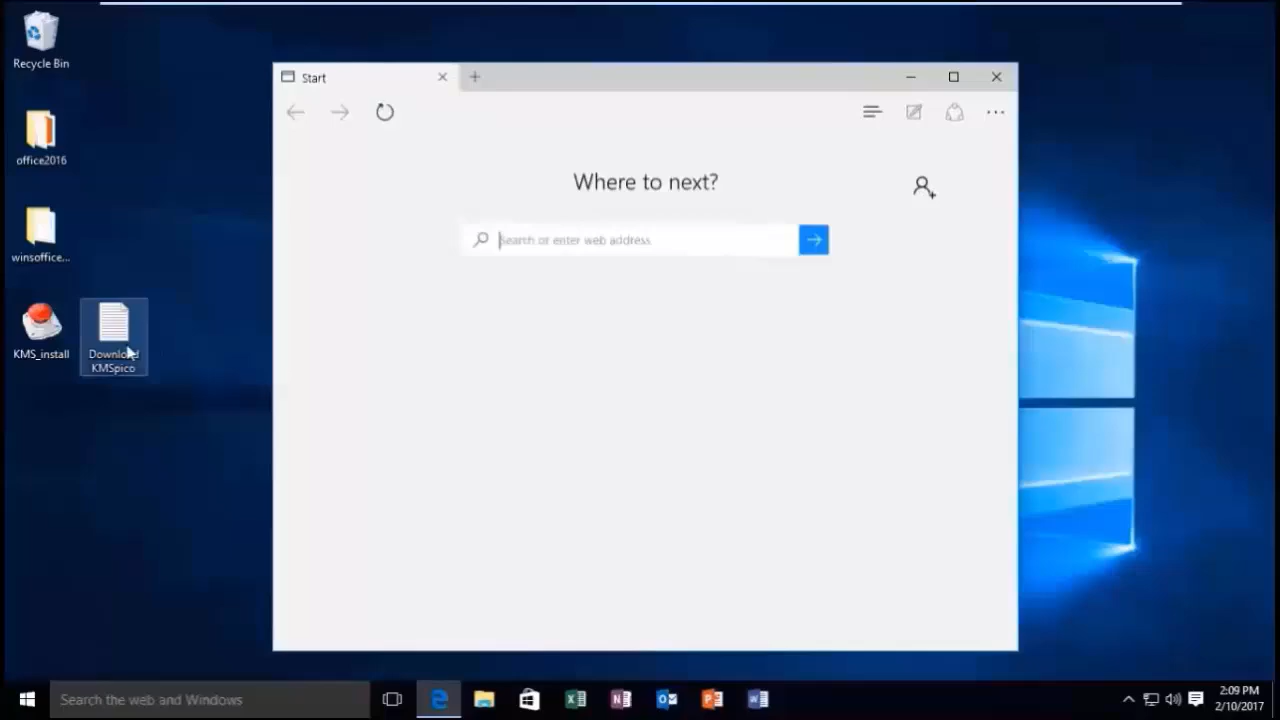 Recycle Bin
office2016
winsoffice...
KMS_install
Download
KMSpico
Start
Where to next?
Search or enter web address
Search the web and Windows
2:09 PM
2/10/2017